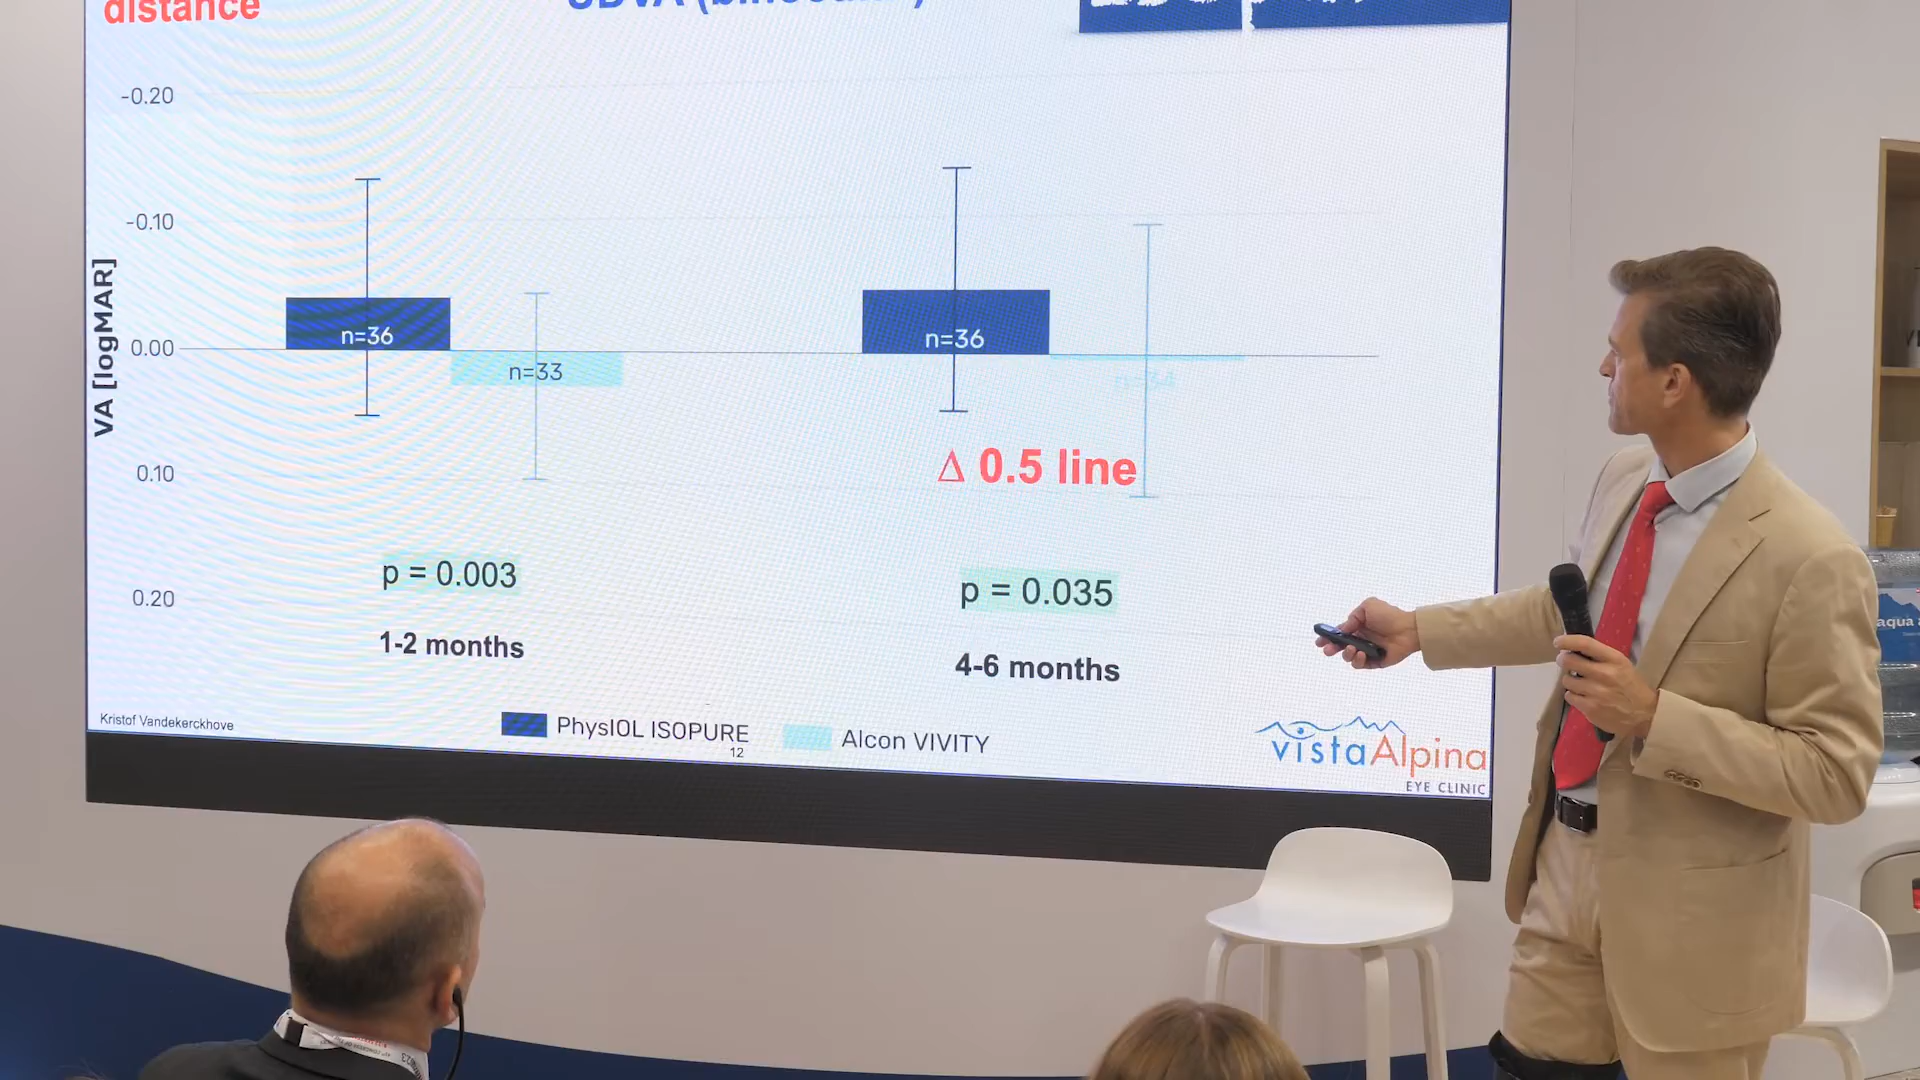 distance
-0.20
-0.10
0.00
0.10
0.20
VA [logMAR]
n=36
n=33
n=36
n=34
Δ 0.5 line
p = 0.003
p = 0.035
1-2 months
4-6 months
Kristof Vandekerckhove
PhysIOL ISOPURE
Alcon VIVITY
12
vistaAlpina
EYE CLINIC
aqua